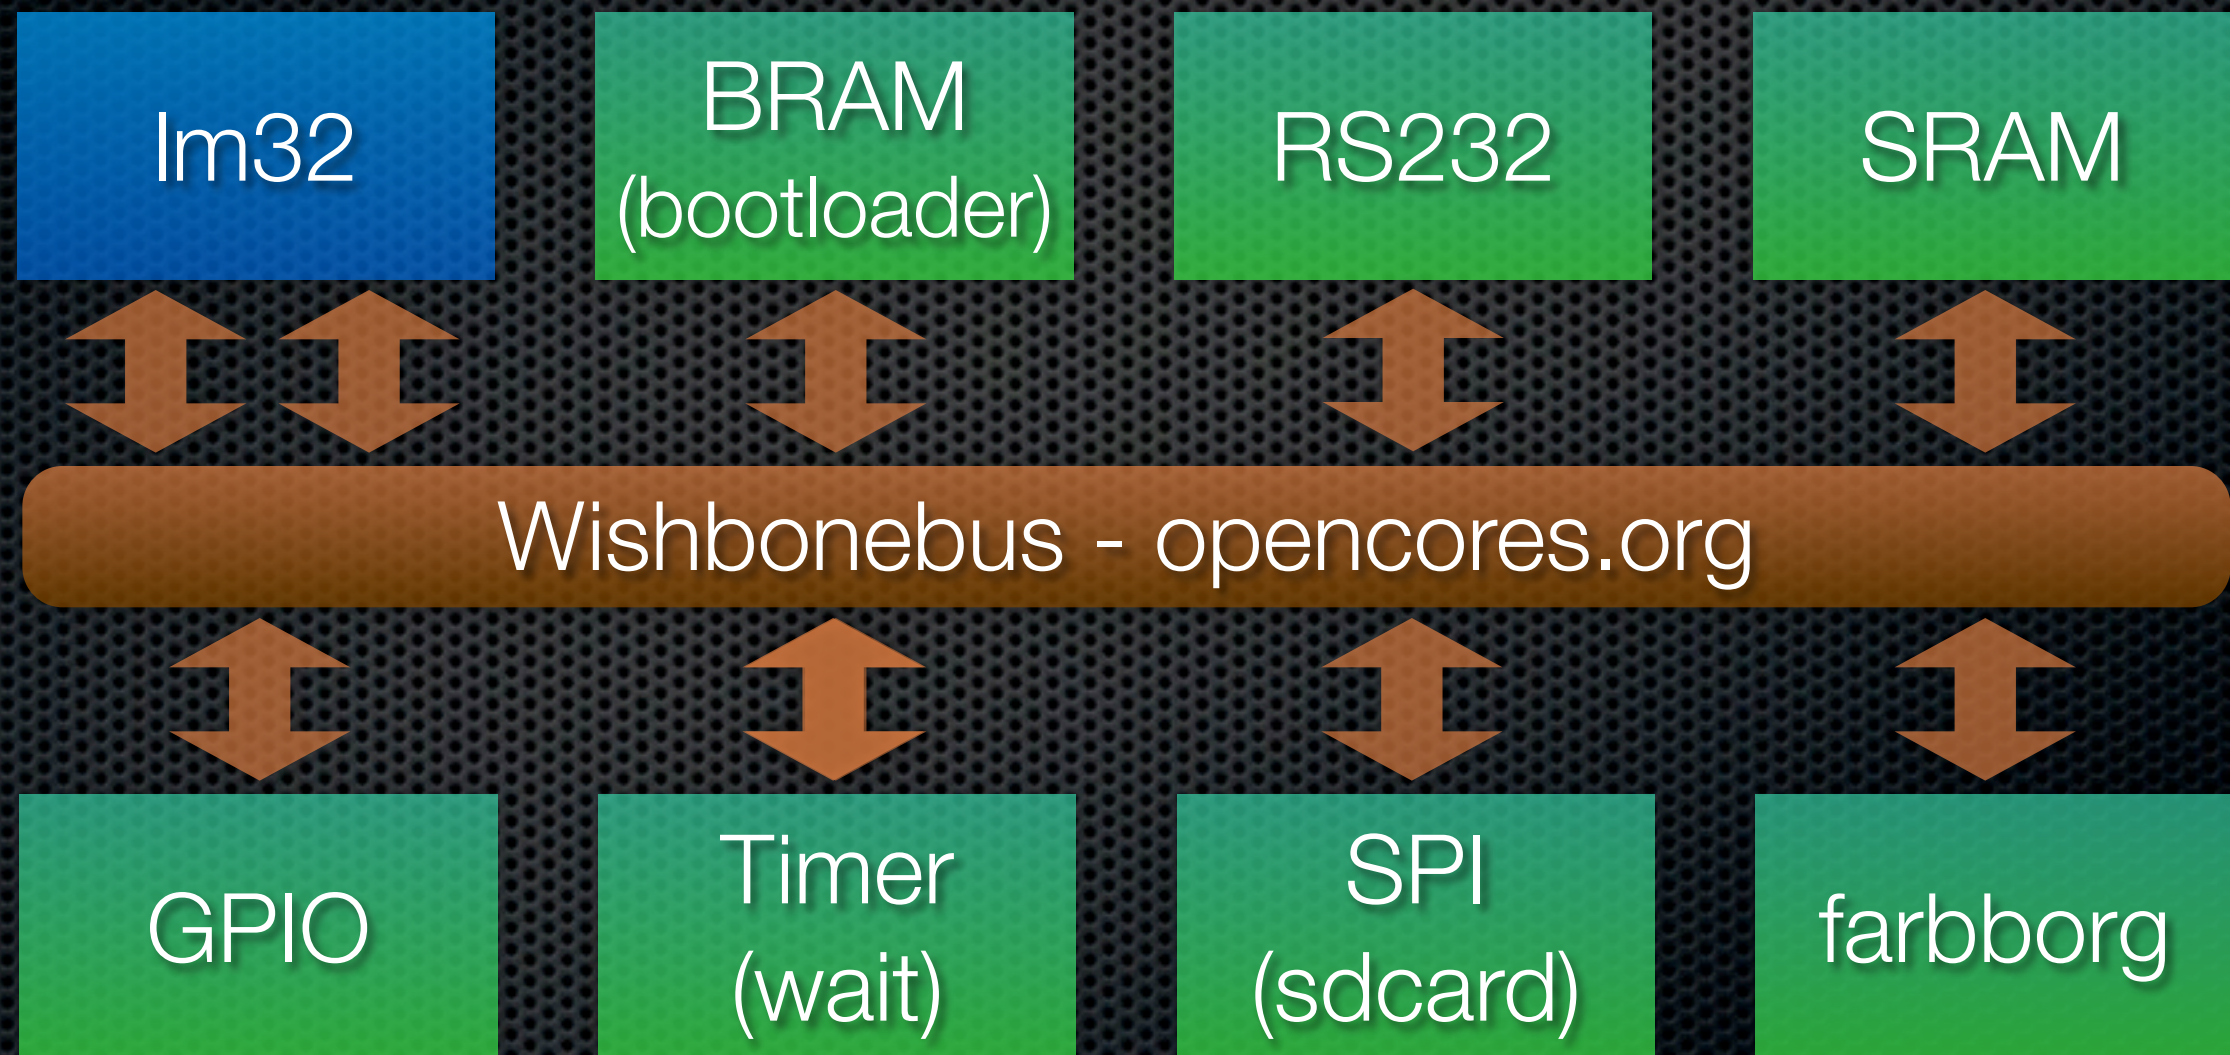 lm32
BRAM
(bootloader)
RS232
SRAM
Wishbonebus - opencores.org
GPIO
Timer
(wait)
SPI
(sdcard)
farbborg